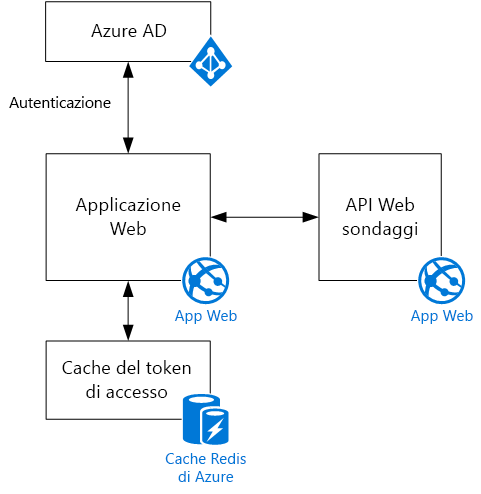 Azure AD
Autenticazione
Applicazione
Web
API Web
sondaggi
App Web
App Web
Cache del token
di accesso
Cache Redis
di Azure